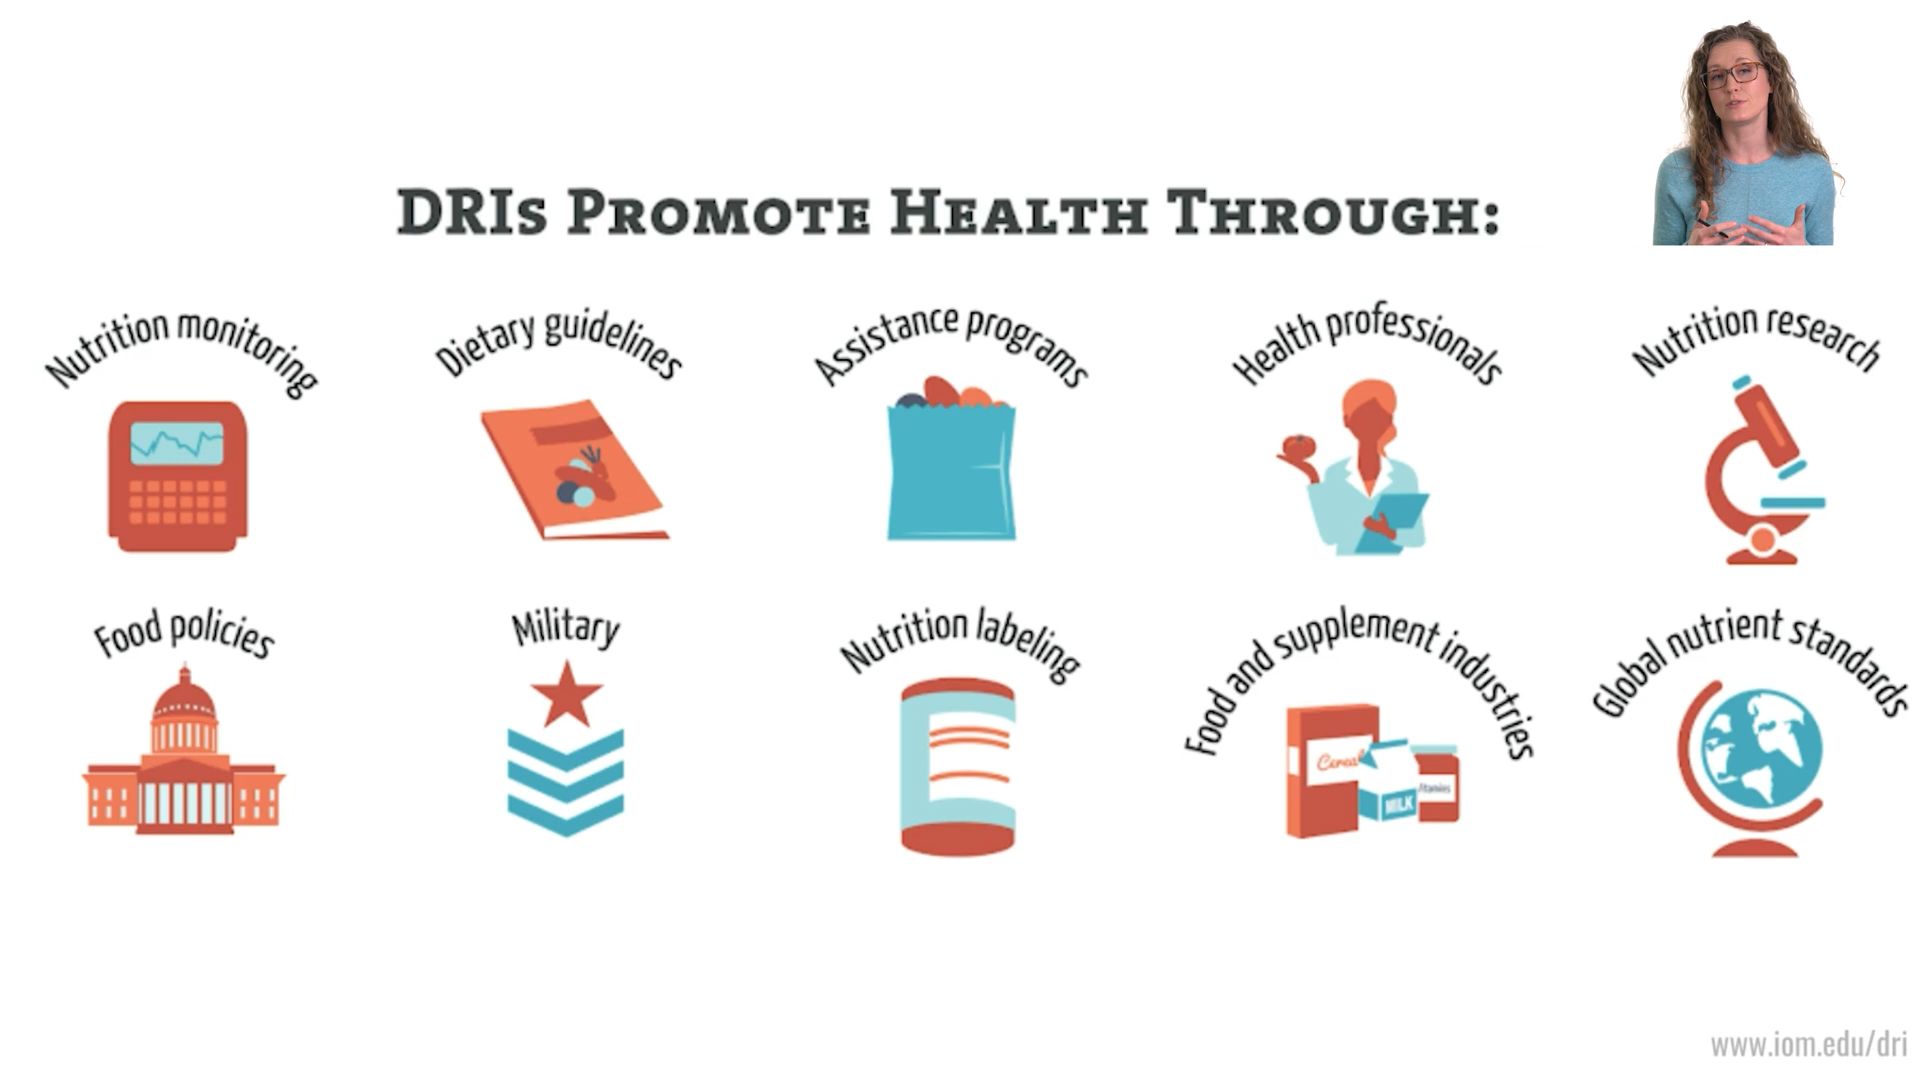 DRIs Promote Health Through:
Nutrition monitoring
Dietary guidelines
Assistance programs
Health professionals
Nutrition research
Food policies
Military
Nutrition labeling
Food and supplement industries
Cereal
MILK
itamins
Global nutrient standards
www.iom.edu/dri